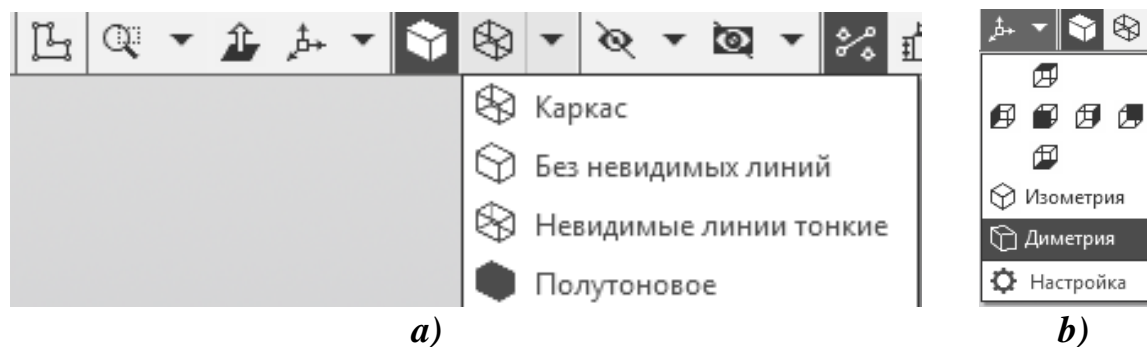 Каркас
Без невидимых линий
Невидимые линии тонкие
Полутоновое
a)
Изометрия
Диметрия
Настройка
b)